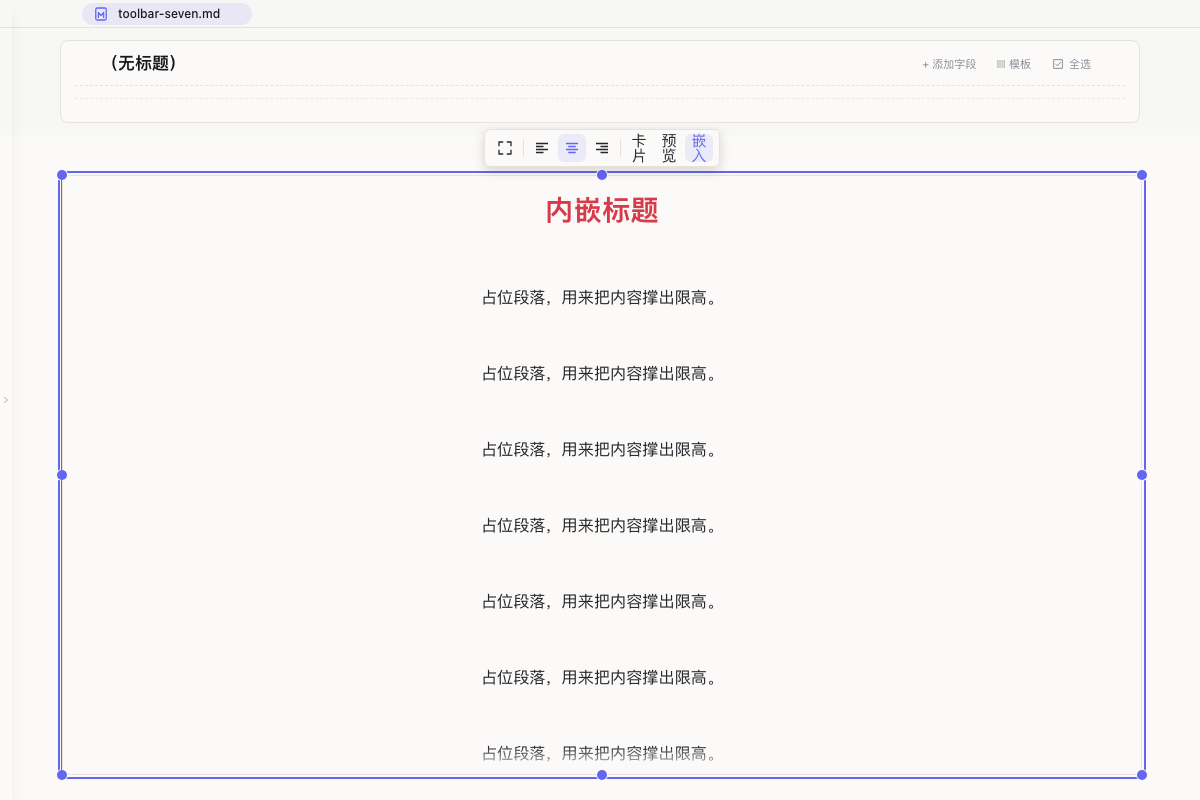 toolbar-seven.md
（无标题）
+ 添加字段 模板 全选
卡片 预览 嵌入
内嵌标题
占位段落，用来把内容撑出限高。
占位段落，用来把内容撑出限高。
占位段落，用来把内容撑出限高。
占位段落，用来把内容撑出限高。
占位段落，用来把内容撑出限高。
占位段落，用来把内容撑出限高。
占位段落，用来把内容撑出限高。